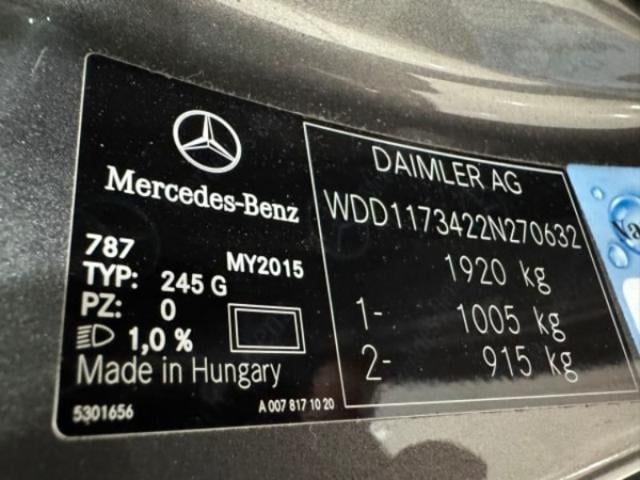 Mercedes-Benz
787 MY2015
TYP: 245 G
PZ: 0
1,0 %
Made in Hungary
5301656 A 007 817 10 20
DAIMLER AG
WDD1173422N270632
1920 kg
1- 1005 kg
2- 915 kg